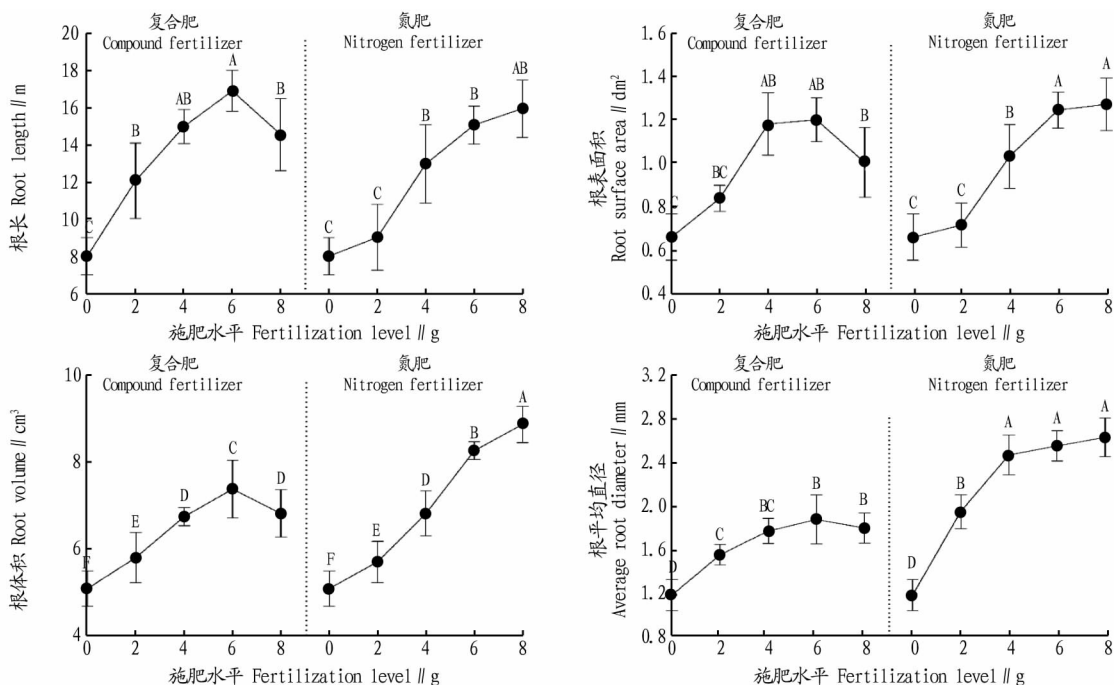 复合肥
Compound fertilizer
氮肥
Nitrogen fertilizer
根长 Root length∥m
20
18
16
14
12
10
8
6
C
B
AB
A
B
C
C
B
B
AB
0 2 4 6 8 0 2 4 6 8
施肥水平 Fertilization level∥g
复合肥
Compound fertilizer
氮肥
Nitrogen fertilizer
根表面积
Root surface area∥dm²
1.6
1.4
1.2
1.0
0.8
0.6
0.4
C
BC
AB
AB
B
C
C
B
A
A
0 2 4 6 8 0 2 4 6 8
施肥水平 Fertilization level∥g
复合肥
Compound fertilizer
氮肥
Nitrogen fertilizer
根体积 Root volume∥cm³
10
8
6
4
F
E
D
C
D
F
E
D
B
A
0 2 4 6 8 0 2 4 6 8
施肥水平 Fertilization level∥g
复合肥
Compound fertilizer
氮肥
Nitrogen fertilizer
根平均直径
Average root diameter∥mm
3.2
2.8
2.4
2.0
1.6
1.2
0.8
D
C
BC
B
B
D
B
A
A
A
0 2 4 6 8 0 2 4 6 8
施肥水平 Fertilization level∥g